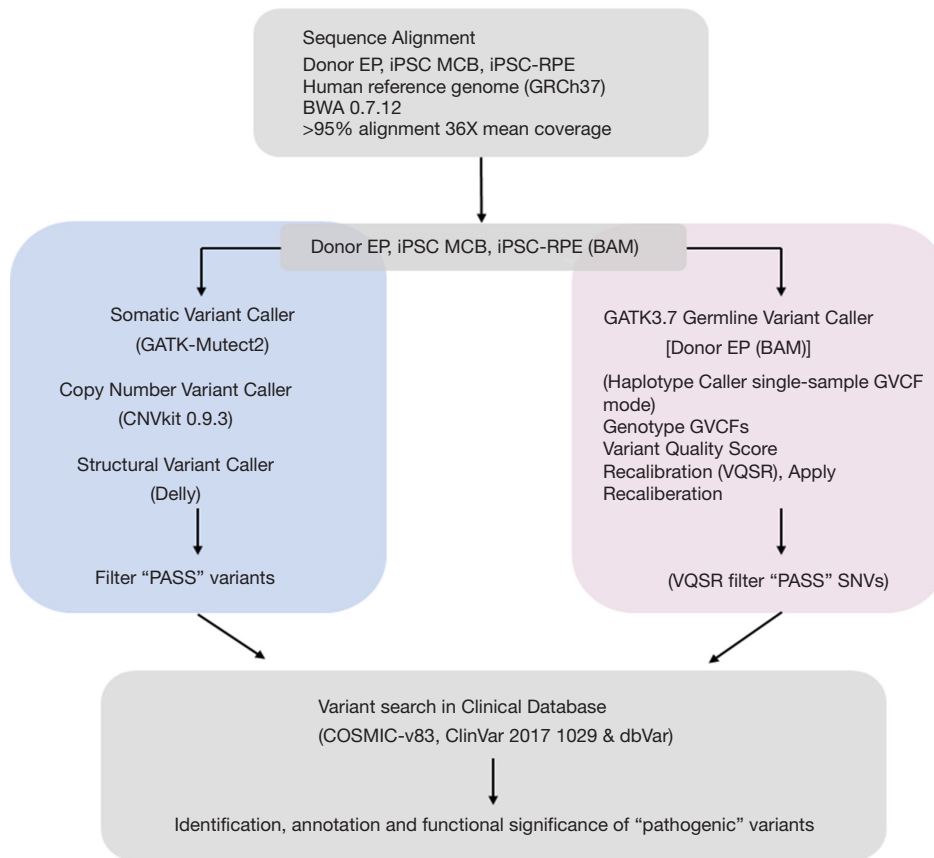 Sequence Alignment
Donor EP, iPSC MCB, iPSC-RPE
Human reference genome (GRCh37)
BWA 0.7.12
>95% alignment 36X mean coverage
Donor EP, iPSC MCB, iPSC-RPE (BAM)
Somatic Variant Caller
(GATK-Mutect2)
Copy Number Variant Caller
(CNVkit 0.9.3)
Structural Variant Caller
(Delly)
Filter “PASS” variants
GATK3.7 Germline Variant Caller
[Donor EP (BAM)]
(Haplotype Caller single-sample GVCF
mode)
Genotype GVCFs
Variant Quality Score
Recalibration (VQSR), Apply
Recaliberation
(VQSR filter “PASS” SNVs)
Variant search in Clinical Database
(COSMIC-v83, ClinVar 2017 1029 & dbVar)
Identification, annotation and functional significance of “pathogenic” variants